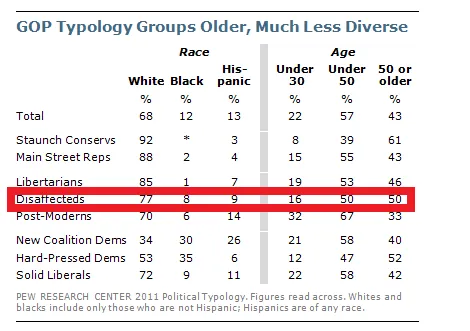 GOP Typology Groups Older, Much Less Diverse
Race Age
His- Under Under 50 or
White Black panic 30 50 older
% % % % % %
Total 68 12 13 22 57 43
Staunch Conservs 92 * 3 8 39 61
Main Street Reps 88 2 4 15 55 43
Libertarians 85 1 7 19 53 46
Disaffecteds 77 8 9 16 50 50
Post-Moderns 70 6 14 32 67 33
New Coalition Dems 34 30 26 21 58 40
Hard-Pressed Dems 53 35 6 12 47 52
Solid Liberals 72 9 11 22 58 42
PEW RESEARCH CENTER 2011 Political Typology. Figures read across. Whites and
blacks include only those who are not Hispanic; Hispanics are of any race.